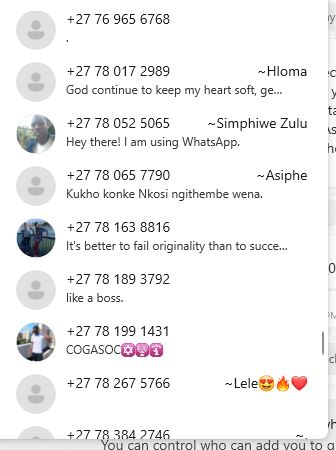 +27 76 965 6768
.
+27 78 017 2989 ~Hloma
God continue to keep my heart soft, ge...
+27 78 052 5065 ~Simphiwe Zulu
Hey there! I am using WhatsApp.
+27 78 065 7790 ~Asiphe
Kukho konke Nkosi ngithembe wena.
+27 78 163 8816
It's better to fail originality than to succe...
+27 78 189 3792
like a boss.
+27 78 199 1431
COGASOC
+27 78 267 5766 ~Lele😍🔥❤️
+27 78 384 2746 ~.
You can control who can add you to g